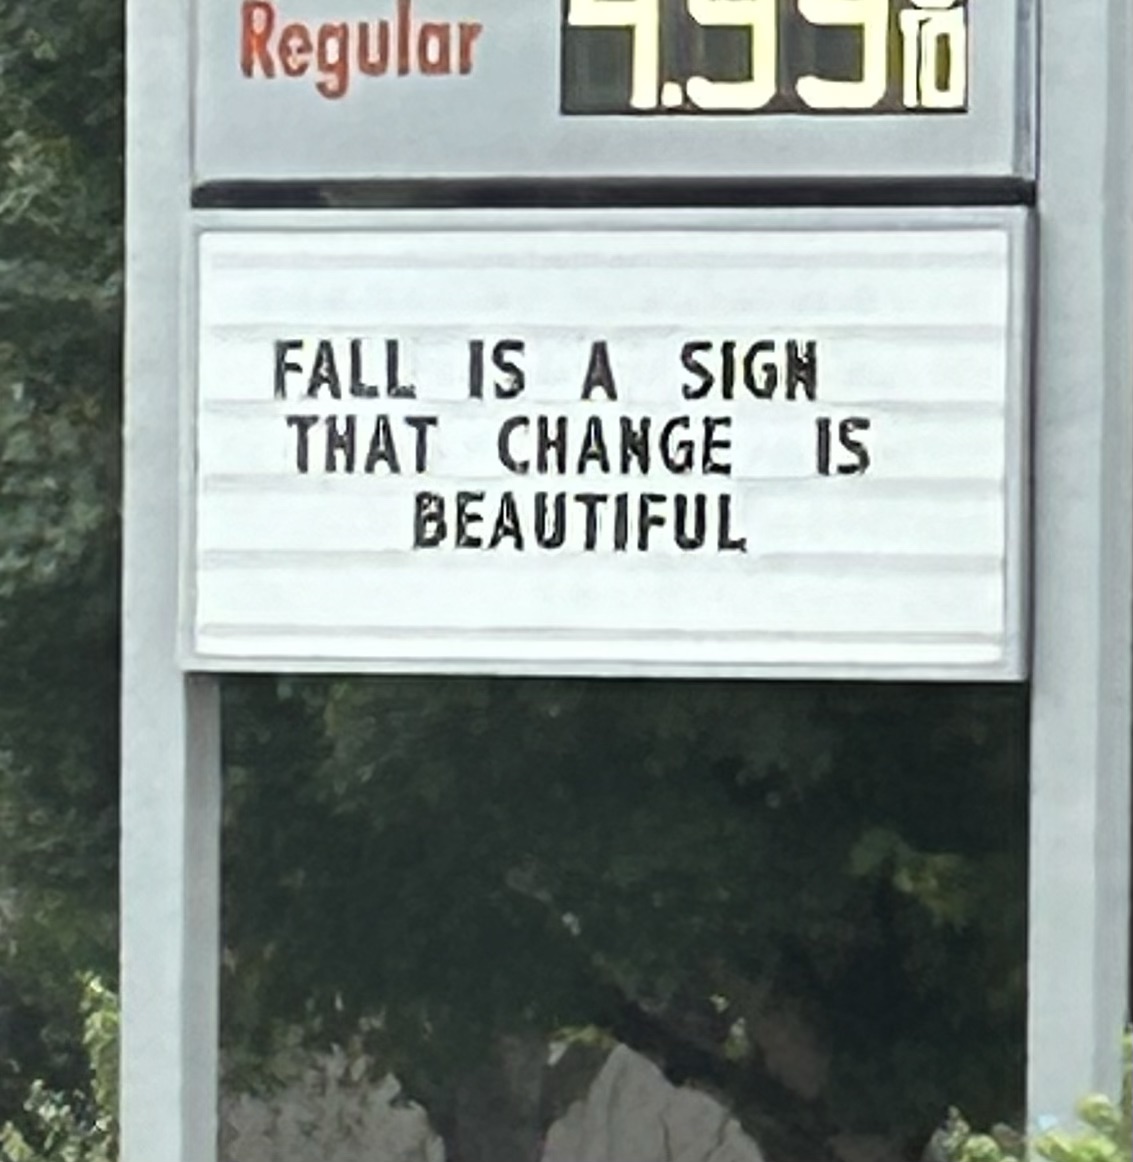 Regular
FALL IS A SIGN
THAT CHANGE IS
BEAUTIFUL